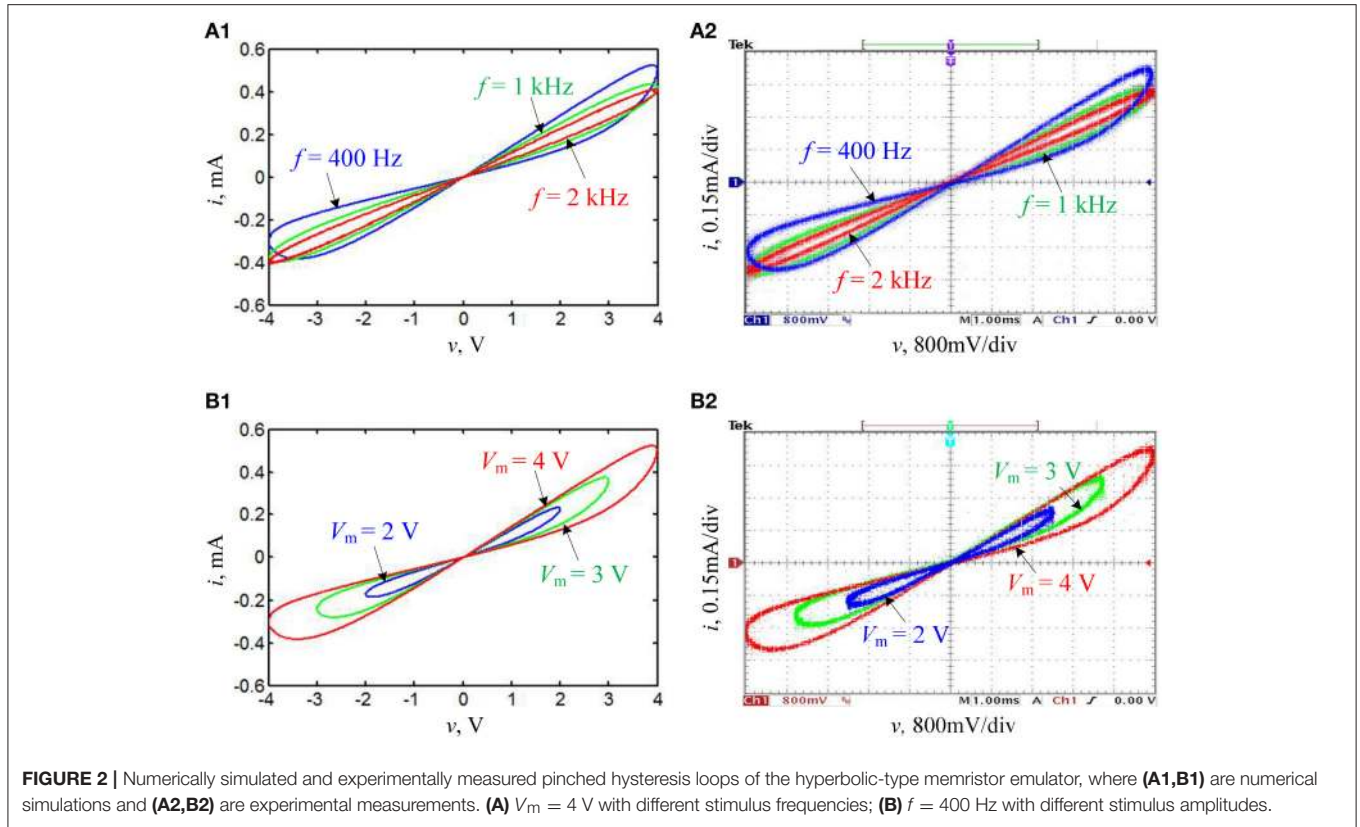 A1
0.6
0.4
0.2
0
-0.2
-0.4
-0.6
i, mA
f = 1 kHz
f = 400 Hz
f = 2 kHz
-4 -3 -2 -1 0 1 2 3 4
v, V
A2
Tek
T
T
1
i, 0.15mA/div
f = 400 Hz
f = 1 kHz
f = 2 kHz
Ch1 800mV M 1.00ms A Ch1 0.00 V
v, 800mV/div
B1
0.6
0.4
0.2
0
-0.2
-0.4
-0.6
i, mA
Vm = 4 V
Vm = 2 V
Vm = 3 V
-4 -3 -2 -1 0 1 2 3 4
v, V
B2
Tek
1
i, 0.15mA/div
Vm = 3 V
Vm = 4 V
Vm = 2 V
Ch1 800mV M 1.00ms A Ch1 0.00 V
v, 800mV/div
FIGURE 2 | Numerically simulated and experimentally measured pinched hysteresis loops of the hyperbolic-type memristor emulator, where (A1,B1) are numerical
simulations and (A2,B2) are experimental measurements. (A) Vm = 4 V with different stimulus frequencies; (B) f = 400 Hz with different stimulus amplitudes.